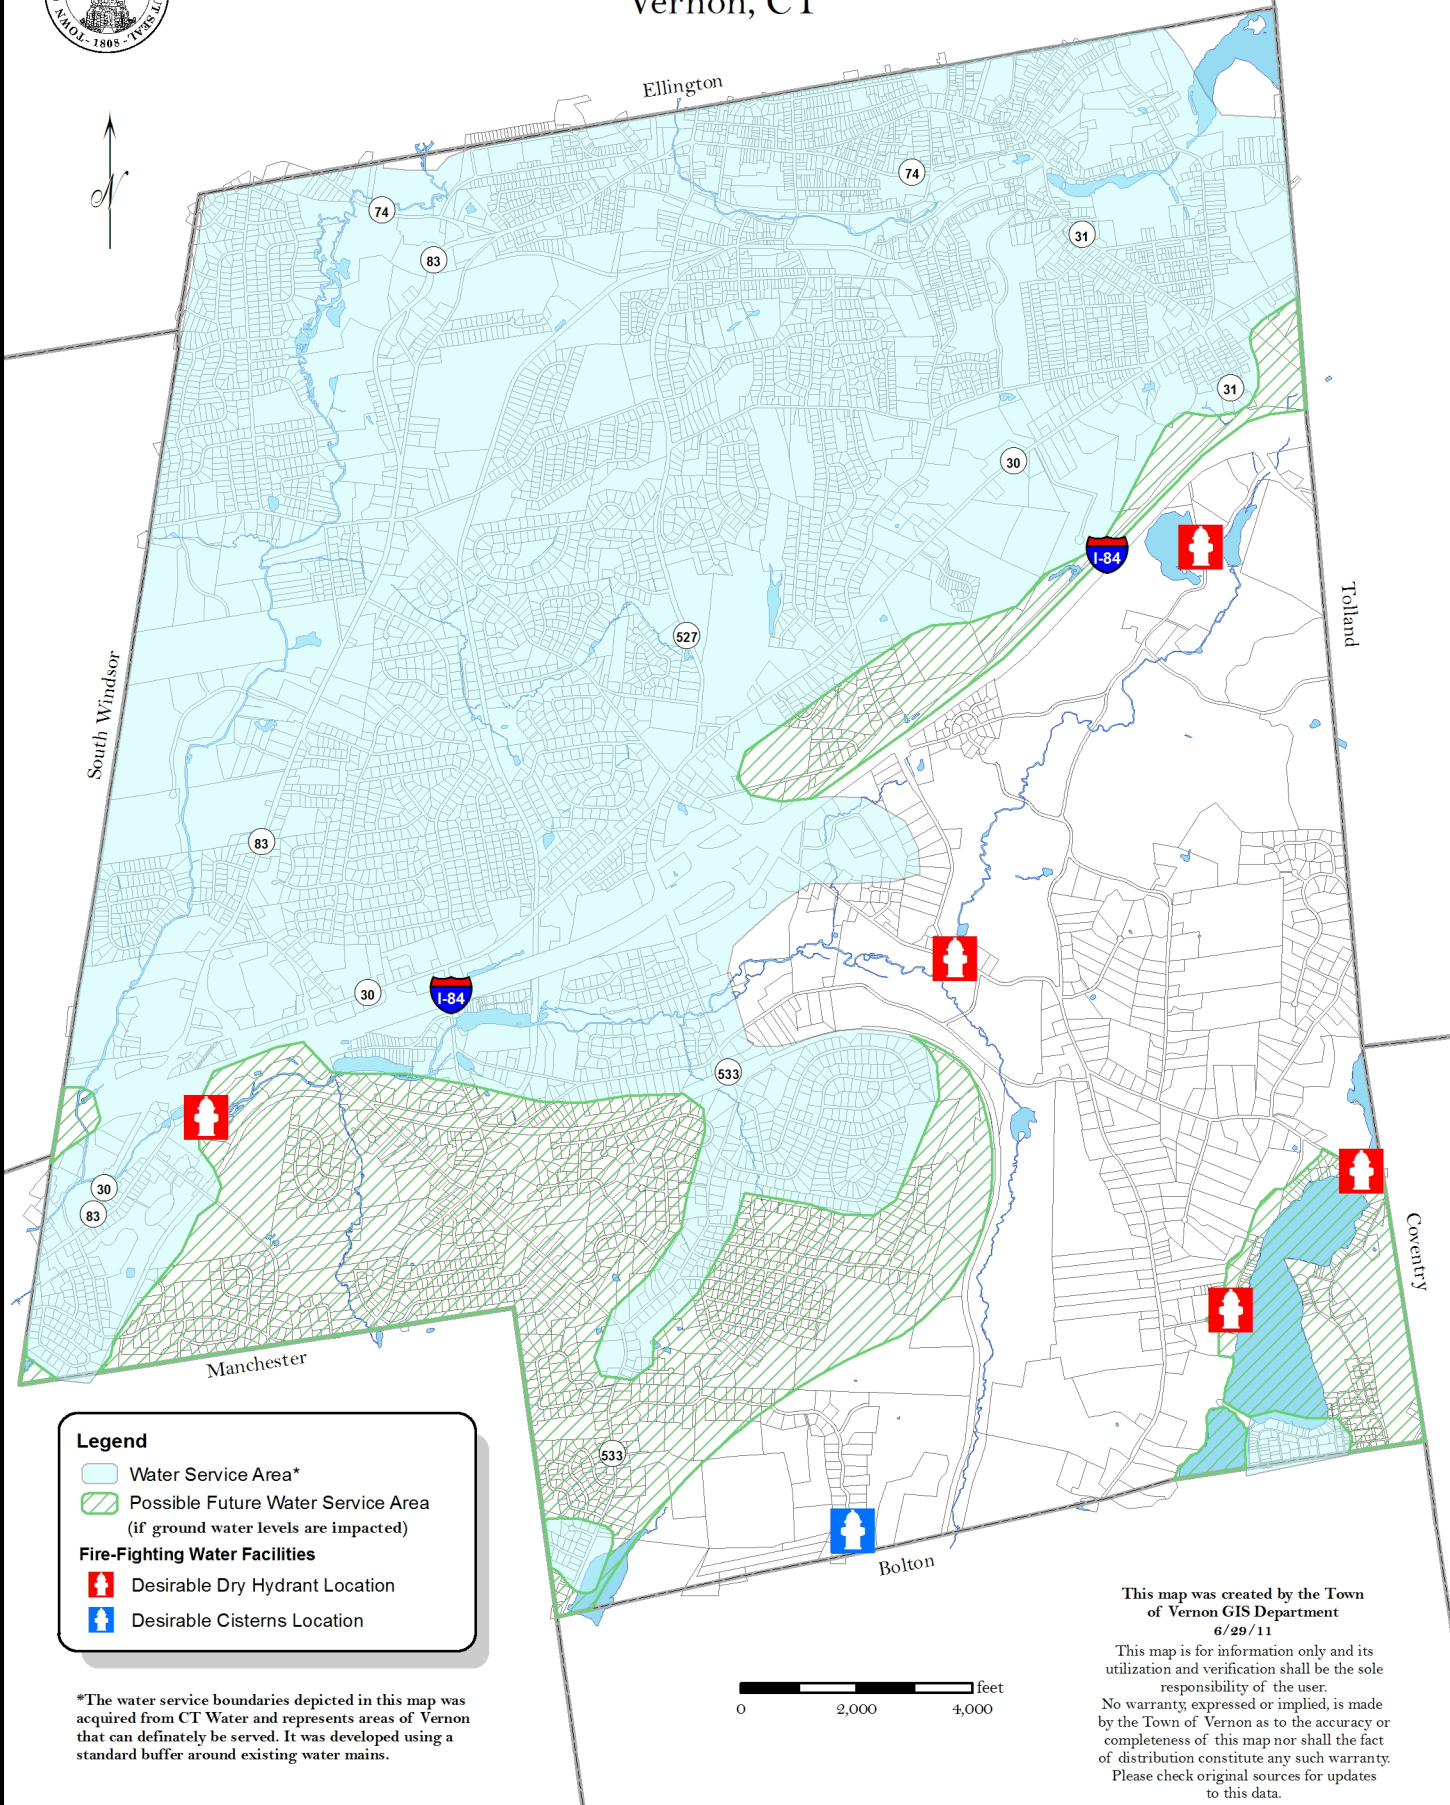 Vernon, CT
SEAL
TOWN
- 1808 -
Ellington
N
74
74
83
31
31
30
I-84
Tolland
527
South Windsor
83
30
I-84
533
30
83
Coventry
Manchester
533
Bolton
Legend
Water Service Area*
Possible Future Water Service Area
(if ground water levels are impacted)
Fire-Fighting Water Facilities
Desirable Dry Hydrant Location
Desirable Cisterns Location
*The water service boundaries depicted in this map was
acquired from CT Water and represents areas of Vernon
that can definately be served. It was developed using a
standard buffer around existing water mains.
feet
0 2,000 4,000
This map was created by the Town
of Vernon GIS Department
6/29/11
This map is for information only and its
utilization and verification shall be the sole
responsibility of the user.
No warranty, expressed or implied, is made
by the Town of Vernon as to the accuracy or
completeness of this map nor shall the fact
of distribution constitute any such warranty.
Please check original sources for updates
to this data.